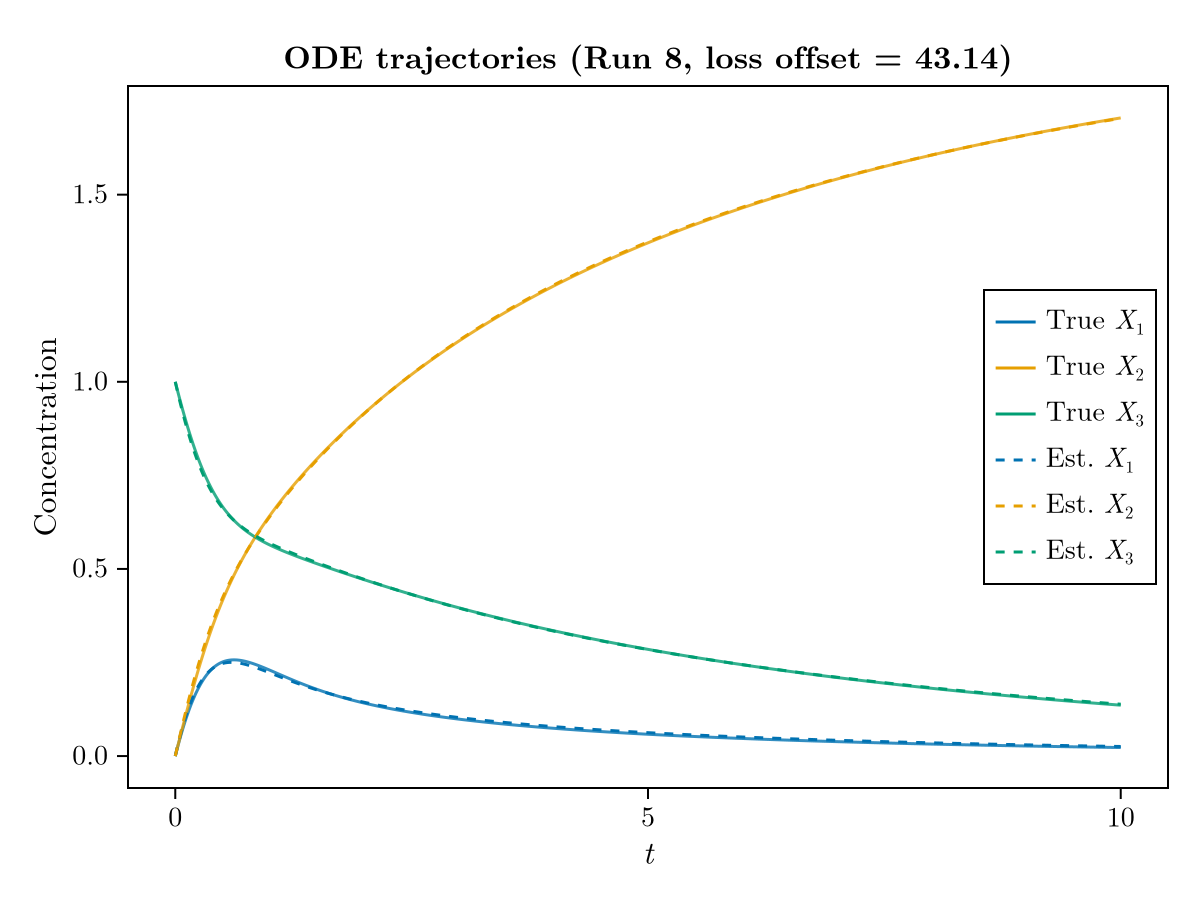 ODE trajectories (Run 8, loss offset = 43.14)
Concentration
1.5
1.0
0.5
0.0
0
5
10
t
True X₁
True X₂
True X₃
Est. X₁
Est. X₂
Est. X₃